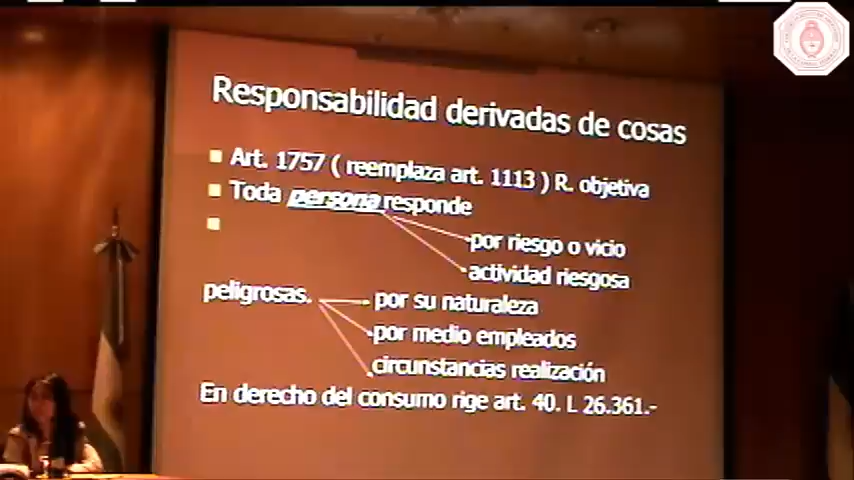 Responsabilidad derivadas de cosas
Art. 1757 ( reemplaza art. 1113 ) R. objetiva
Toda persona responde
por riesgo o vicio
actividad riesgosa
peligrosas. por su naturaleza
por medio empleados
circunstancias realización
En derecho del consumo rige art. 40. L 26.361.-